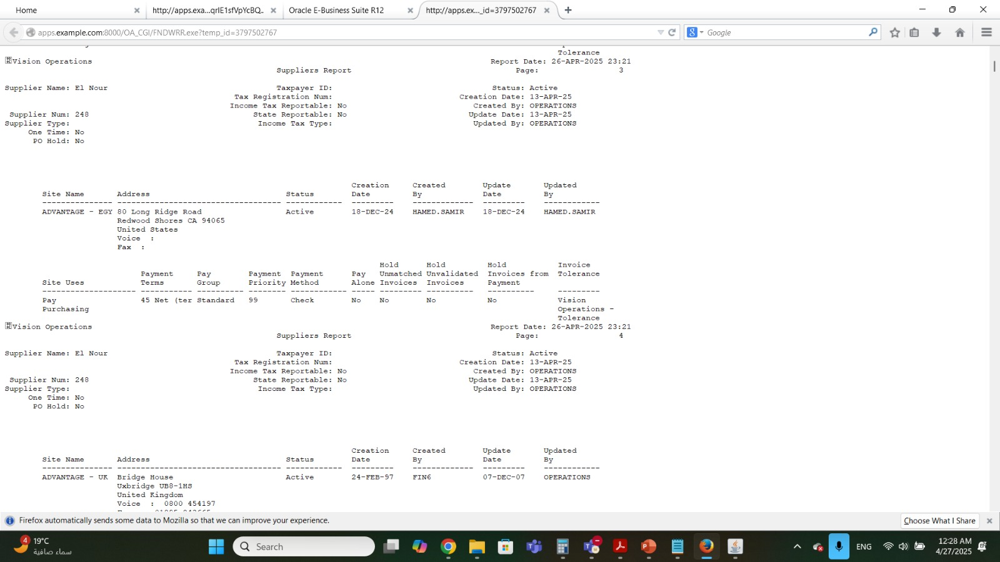 Home
http://apps.exa...qrlE1sfVpYcBQ..
Oracle E-Business Suite R12
http://apps.ex..._id=3797502767
apps.example.com:8000/OA_CGI/FNDWRR.exe?temp_id=3797502767
Google
Tolerance
Vision Operations Report Date: 26-APR-2025 23:21
Suppliers Report Page: 3
Supplier Name: El Nour Taxpayer ID: Status: Active
Tax Registration Num: Creation Date: 13-APR-25
Income Tax Reportable: No Created By: OPERATIONS
Supplier Num: 248 State Reportable: No Update Date: 13-APR-25
Supplier Type: Income Tax Type: Updated By: OPERATIONS
One Time: No
PO Hold: No
Creation Created Update Updated
Site Name Address Status Date By Date By
--------------- ----------------------------------- ------------ --------- ------------- --------- ------------
ADVANTAGE - EGY 80 Long Ridge Road Active 18-DEC-24 HAMED.SAMIR 18-DEC-24 HAMED.SAMIR
Redwood Shores CA 94065
United States
Voice :
Fax :
Hold Hold Hold Invoice
Payment Pay Payment Payment Pay Unmatched Unvalidated Invoices from Tolerance
Site Uses Terms Group Priority Method Alone Invoices Invoices Payment
-------------------- ----------- ---------- -------- ------------ ----- --------- ---------- ---------- ---------
Pay 45 Net (ter Standard 99 Check No No No No Vision
Purchasing Operations -
Tolerance
Vision Operations Report Date: 26-APR-2025 23:21
Suppliers Report Page: 4
Supplier Name: El Nour Taxpayer ID: Status: Active
Tax Registration Num: Creation Date: 13-APR-25
Income Tax Reportable: No Created By: OPERATIONS
Supplier Num: 248 State Reportable: No Update Date: 13-APR-25
Supplier Type: Income Tax Type: Updated By: OPERATIONS
One Time: No
PO Hold: No
Creation Created Update Updated
Site Name Address Status Date By Date By
--------------- ----------------------------------- ------------ --------- ------------- --------- ------------
ADVANTAGE - UK Bridge House Active 24-FEB-97 FIN6 07-DEC-07 OPERATIONS
Uxbridge UB8-1HS
United Kingdom
Voice : 0800 454197
Firefox automatically sends some data to Mozilla so that we can improve your experience.
Choose What I Share
4
19°C
سماء صافية
Search
ENG
12:28 AM
4/27/2025